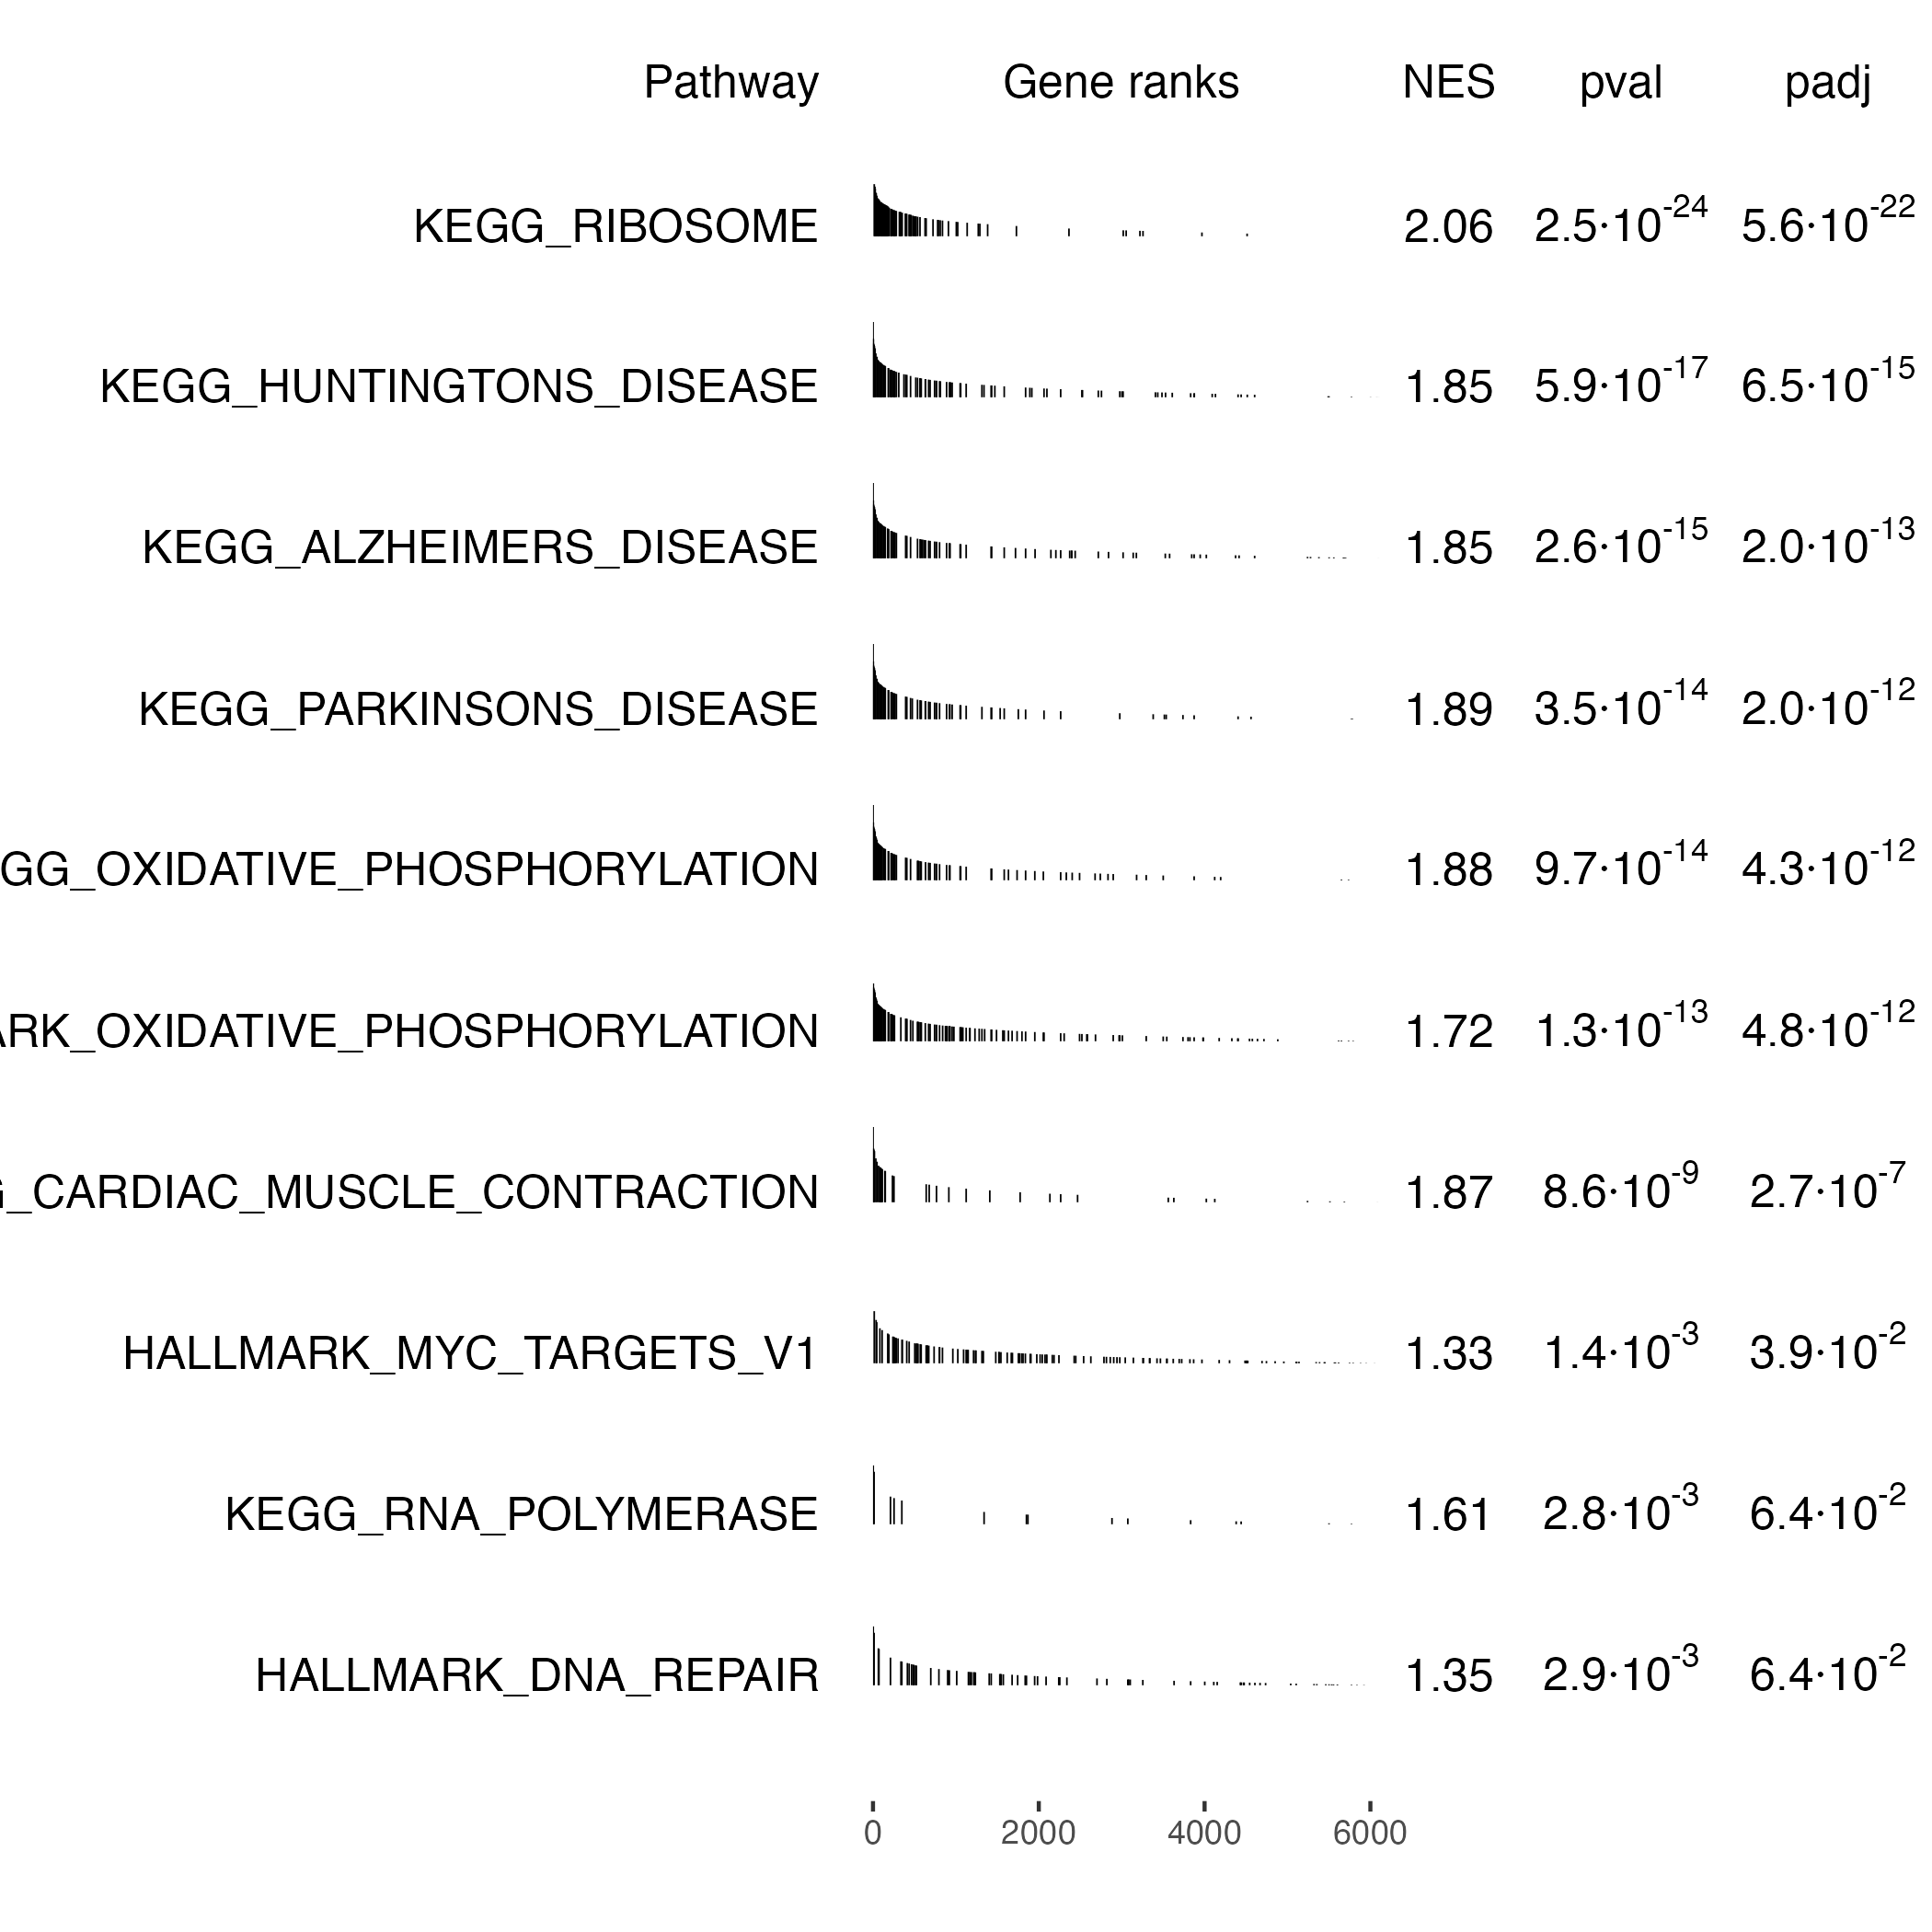 Pathway Gene ranks NES pval padj
KEGG_RIBOSOME 2.06 2.5·10^-24 5.6·10^-22
KEGG_HUNTINGTONS_DISEASE 1.85 5.9·10^-17 6.5·10^-15
KEGG_ALZHEIMERS_DISEASE 1.85 2.6·10^-15 2.0·10^-13
KEGG_PARKINSONS_DISEASE 1.89 3.5·10^-14 2.0·10^-12
GG_OXIDATIVE_PHOSPHORYLATION 1.88 9.7·10^-14 4.3·10^-12
RK_OXIDATIVE_PHOSPHORYLATION 1.72 1.3·10^-13 4.8·10^-12
_CARDIAC_MUSCLE_CONTRACTION 1.87 8.6·10^-9 2.7·10^-7
HALLMARK_MYC_TARGETS_V1 1.33 1.4·10^-3 3.9·10^-2
KEGG_RNA_POLYMERASE 1.61 2.8·10^-3 6.4·10^-2
HALLMARK_DNA_REPAIR 1.35 2.9·10^-3 6.4·10^-2
0 2000 4000 6000